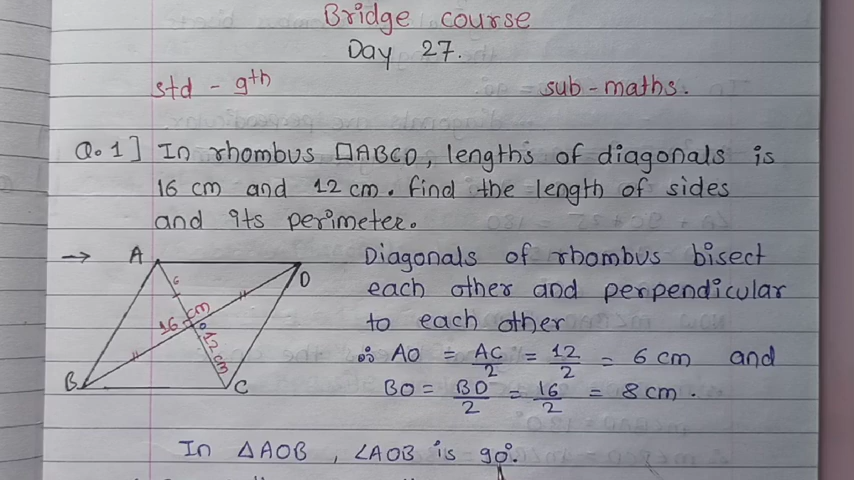 Bridge course
Day 27.
std - 9th sub - maths.
Q. 1] In rhombus □ABCD, lengths of diagonals is
16 cm and 12 cm. find the length of sides
and its perimeter.
→ Diagonals of rhombus bisect
each other and perpendicular
to each other
∴ AO = AC/2 = 12/2 = 6 cm and
BO = BD/2 = 16/2 = 8 cm.
A
D
6
16 cm
O
12 cm
B
C
In △AOB, ∠AOB is 90°.